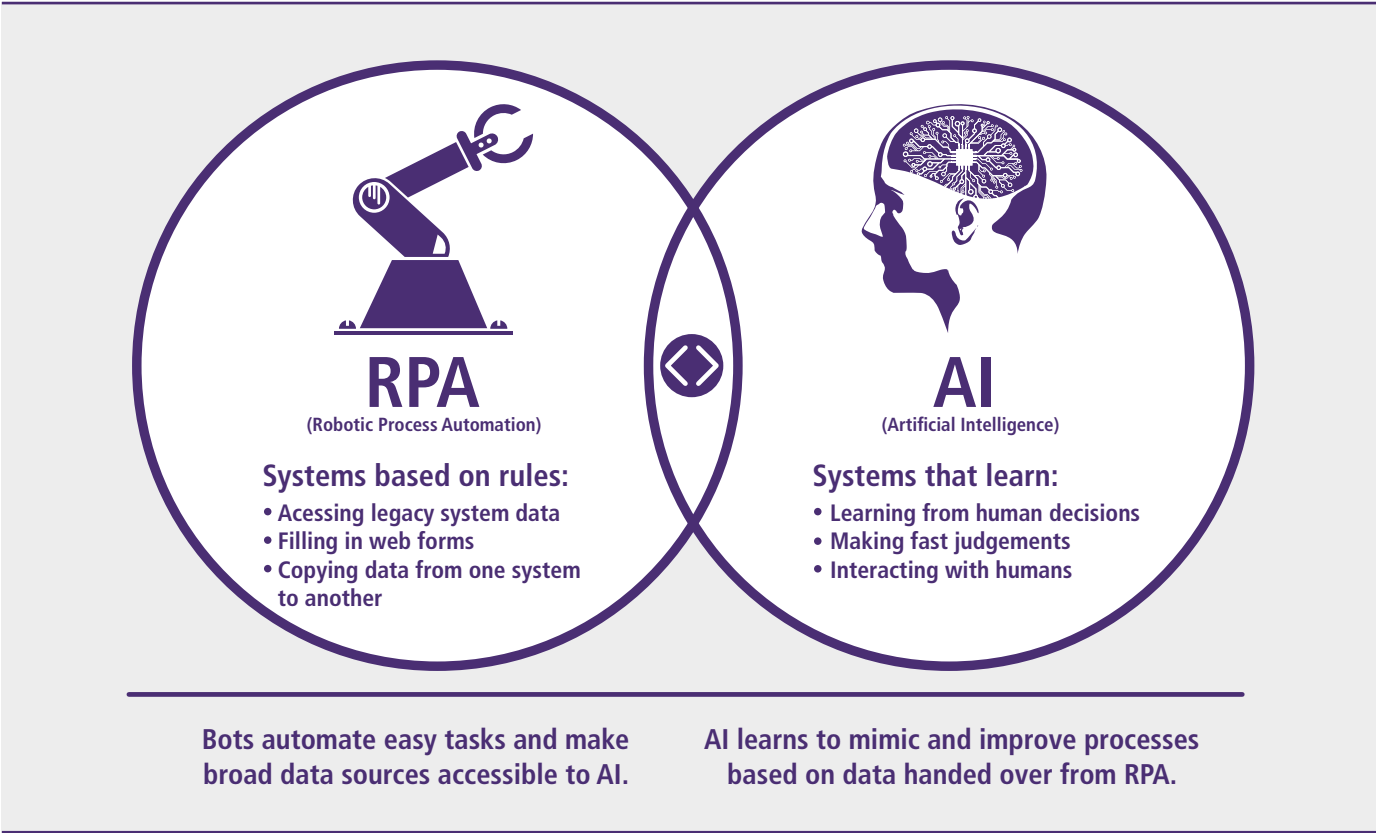 RPA
(Robotic Process Automation)
Systems based on rules:
• Acessing legacy system data
• Filling in web forms
• Copying data from one system
to another
AI
(Artificial Intelligence)
Systems that learn:
• Learning from human decisions
• Making fast judgements
• Interacting with humans
Bots automate easy tasks and make
broad data sources accessible to AI.
AI learns to mimic and improve processes
based on data handed over from RPA.